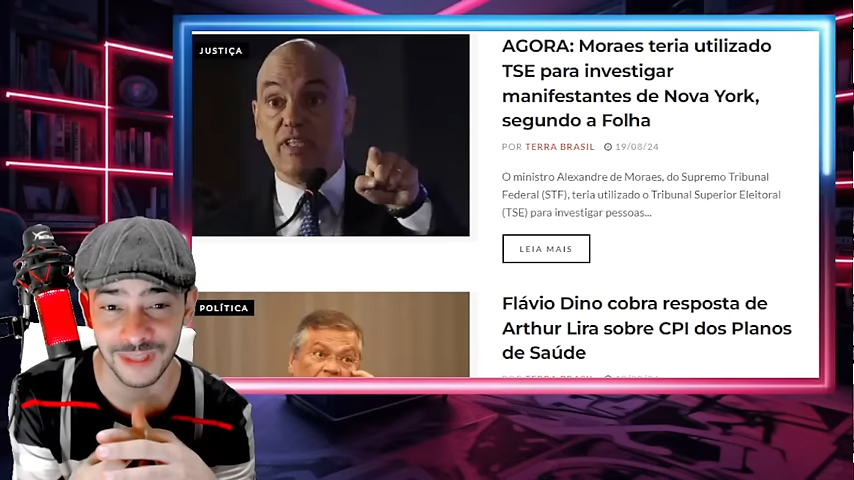 JUSTIÇA
AGORA: Moraes teria utilizado
TSE para investigar
manifestantes de Nova York,
segundo a Folha
POR TERRA BRASIL 19/08/24
O ministro Alexandre de Moraes, do Supremo Tribunal
Federal (STF), teria utilizado o Tribunal Superior Eleitoral
(TSE) para investigar pessoas...
LEIA MAIS
POLÍTICA
Flávio Dino cobra resposta de
Arthur Lira sobre CPI dos Planos
de Saúde